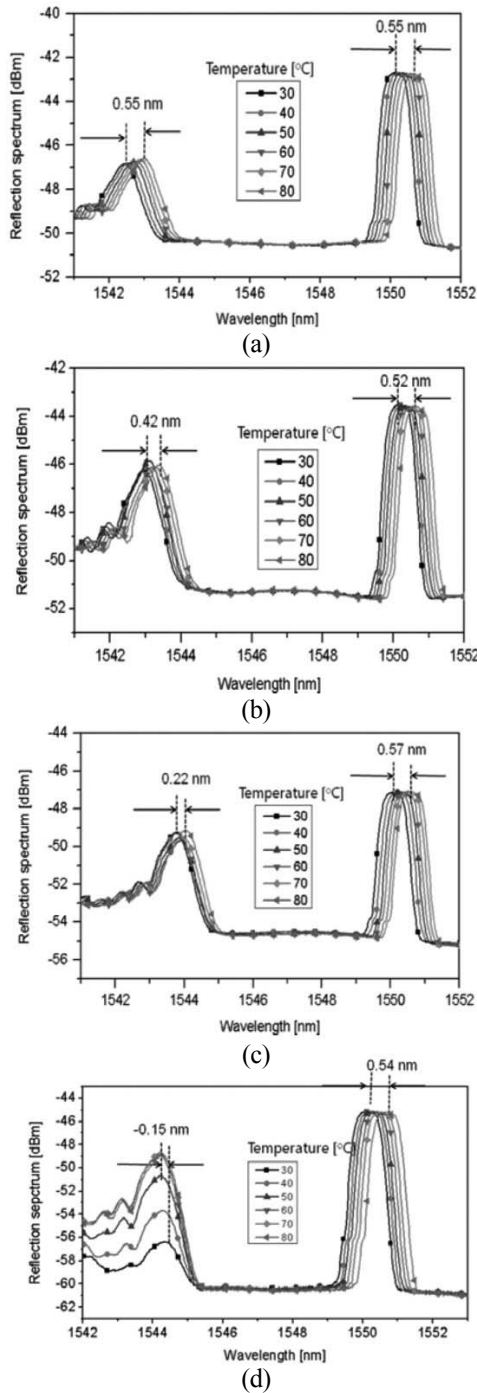 0.55 nm
0.55 nm
Temperature [°C]
30
40
50
60
70
80
Reflection spectrum [dBm]
-40
-42
-44
-46
-48
-50
-52
1542 1544 1546 1548 1550 1552
Wavelength [nm]
(a)
0.52 nm
0.42 nm
Temperature [°C]
30
40
50
60
70
80
Reflection spectrum [dBm]
-42
-44
-46
-48
-50
-52
1542 1544 1546 1548 1550 1552
Wavelength [nm]
(b)
0.57 nm
0.22 nm
Temperature [°C]
30
40
50
60
70
80
Reflection spectrum [dBm]
-44
-46
-48
-50
-52
-54
-56
1542 1544 1546 1548 1550 1552
Wavelength [nm]
(c)
0.54 nm
-0.15 nm
Temperature [°C]
30
40
50
60
70
80
Reflection sepctrum [dBm]
-44
-46
-48
-50
-52
-54
-56
-58
-60
-62
1542 1544 1546 1548 1550 1552
Wavelength [nm]
(d)